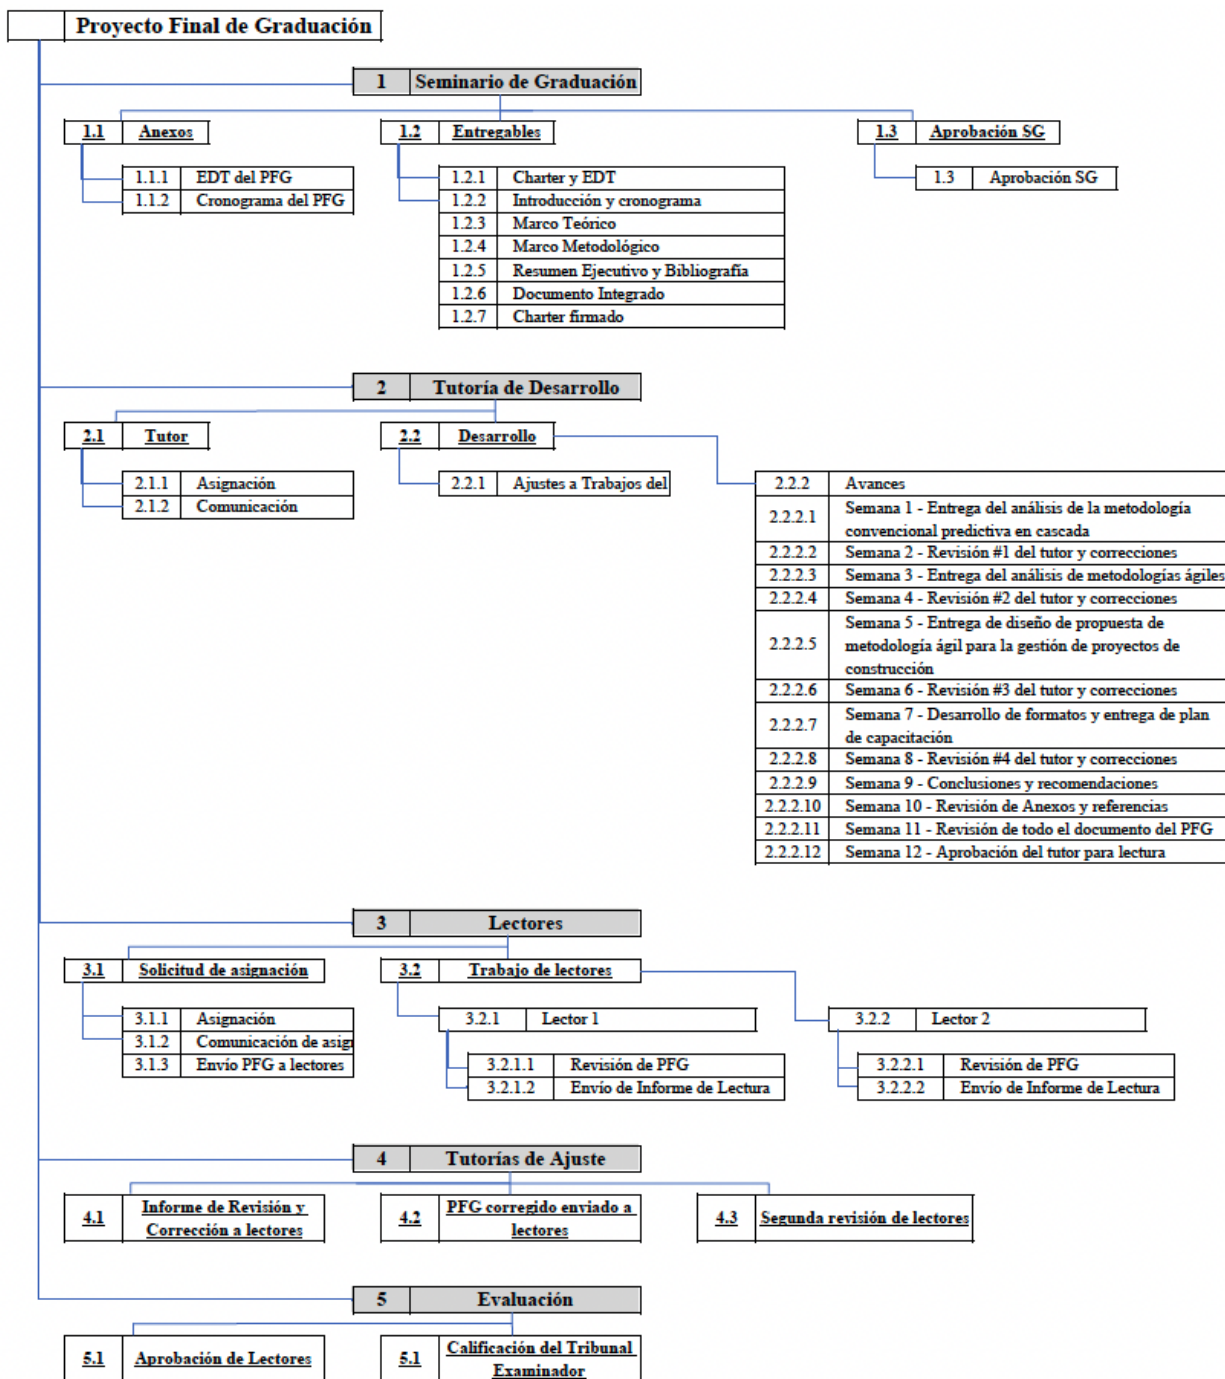 Proyecto Final de Graduación
1 Seminario de Graduación
1.1 Anexos
1.2 Entregables
1.3 Aprobación SG
1.1.1 EDT del PFG
1.1.2 Cronograma del PFG
1.2.1 Charter y EDT
1.2.2 Introducción y cronograma
1.2.3 Marco Teórico
1.2.4 Marco Metodológico
1.2.5 Resumen Ejecutivo y Bibliografía
1.2.6 Documento Integrado
1.2.7 Charter firmado
1.3 Aprobación SG
2 Tutoría de Desarrollo
2.1 Tutor
2.2 Desarrollo
2.1.1 Asignación
2.1.2 Comunicación
2.2.1 Ajustes a Trabajos del
2.2.2 Avances
2.2.2.1 Semana 1 - Entrega del análisis de la metodología
convencional predictiva en cascada
2.2.2.2 Semana 2 - Revisión #1 del tutor y correcciones
2.2.2.3 Semana 3 - Entrega del análisis de metodologías ágiles
2.2.2.4 Semana 4 - Revisión #2 del tutor y correcciones
2.2.2.5 Semana 5 - Entrega de diseño de propuesta de
metodología ágil para la gestión de proyectos de
construcción
2.2.2.6 Semana 6 - Revisión #3 del tutor y correcciones
2.2.2.7 Semana 7 - Desarrollo de formatos y entrega de plan
de capacitación
2.2.2.8 Semana 8 - Revisión #4 del tutor y correcciones
2.2.2.9 Semana 9 - Conclusiones y recomendaciones
2.2.2.10 Semana 10 - Revisión de Anexos y referencias
2.2.2.11 Semana 11 - Revisión de todo el documento del PFG
2.2.2.12 Semana 12 - Aprobación del tutor para lectura
3 Lectores
3.1 Solicitud de asignación
3.2 Trabajo de lectores
3.1.1 Asignación
3.1.2 Comunicación de asig
3.1.3 Envío PFG a lectores
3.2.1 Lector 1
3.2.1.1 Revisión de PFG
3.2.1.2 Envío de Informe de Lectura
3.2.2 Lector 2
3.2.2.1 Revisión de PFG
3.2.2.2 Envío de Informe de Lectura
4 Tutorías de Ajuste
4.1 Informe de Revisión y
Corrección a lectores
4.2 PFG corregido enviado a
lectores
4.3 Segunda revisión de lectores
5 Evaluación
5.1 Aprobación de Lectores
5.1 Calificación del Tribunal
Examinador